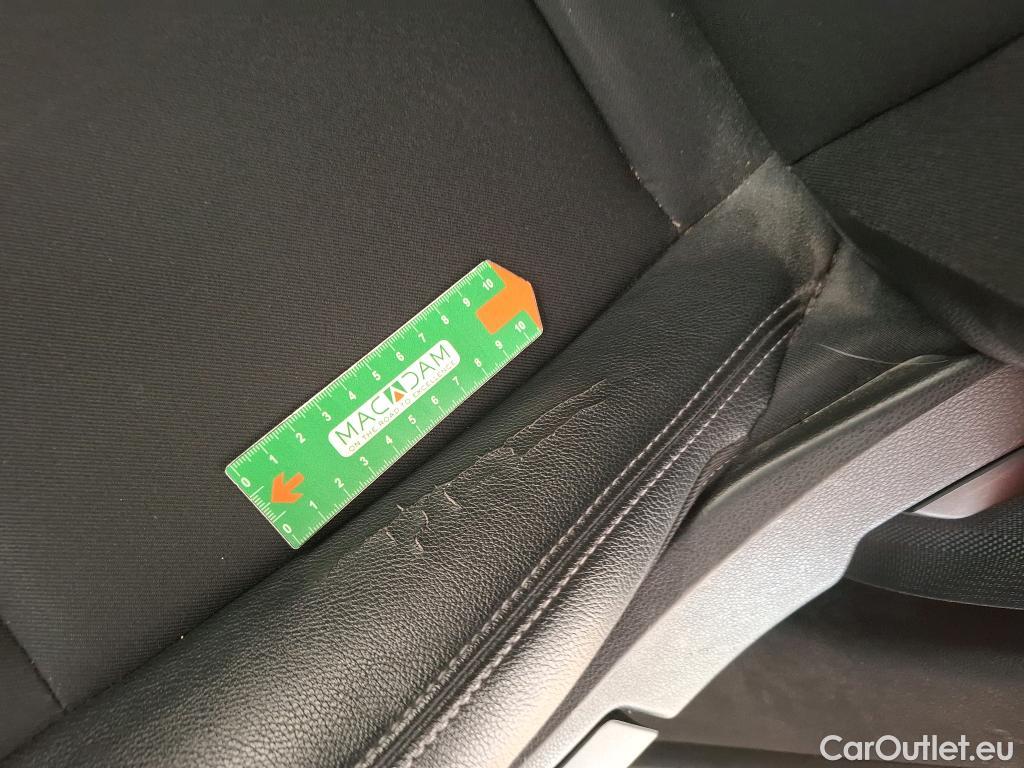 0 1 2 3 4 5 6 7 8 9 10
MACADAM
ON THE ROAD TO EXCELLENCE
0 1 2 3 4 5 6 7 8 9 10
CarOutlet.eu